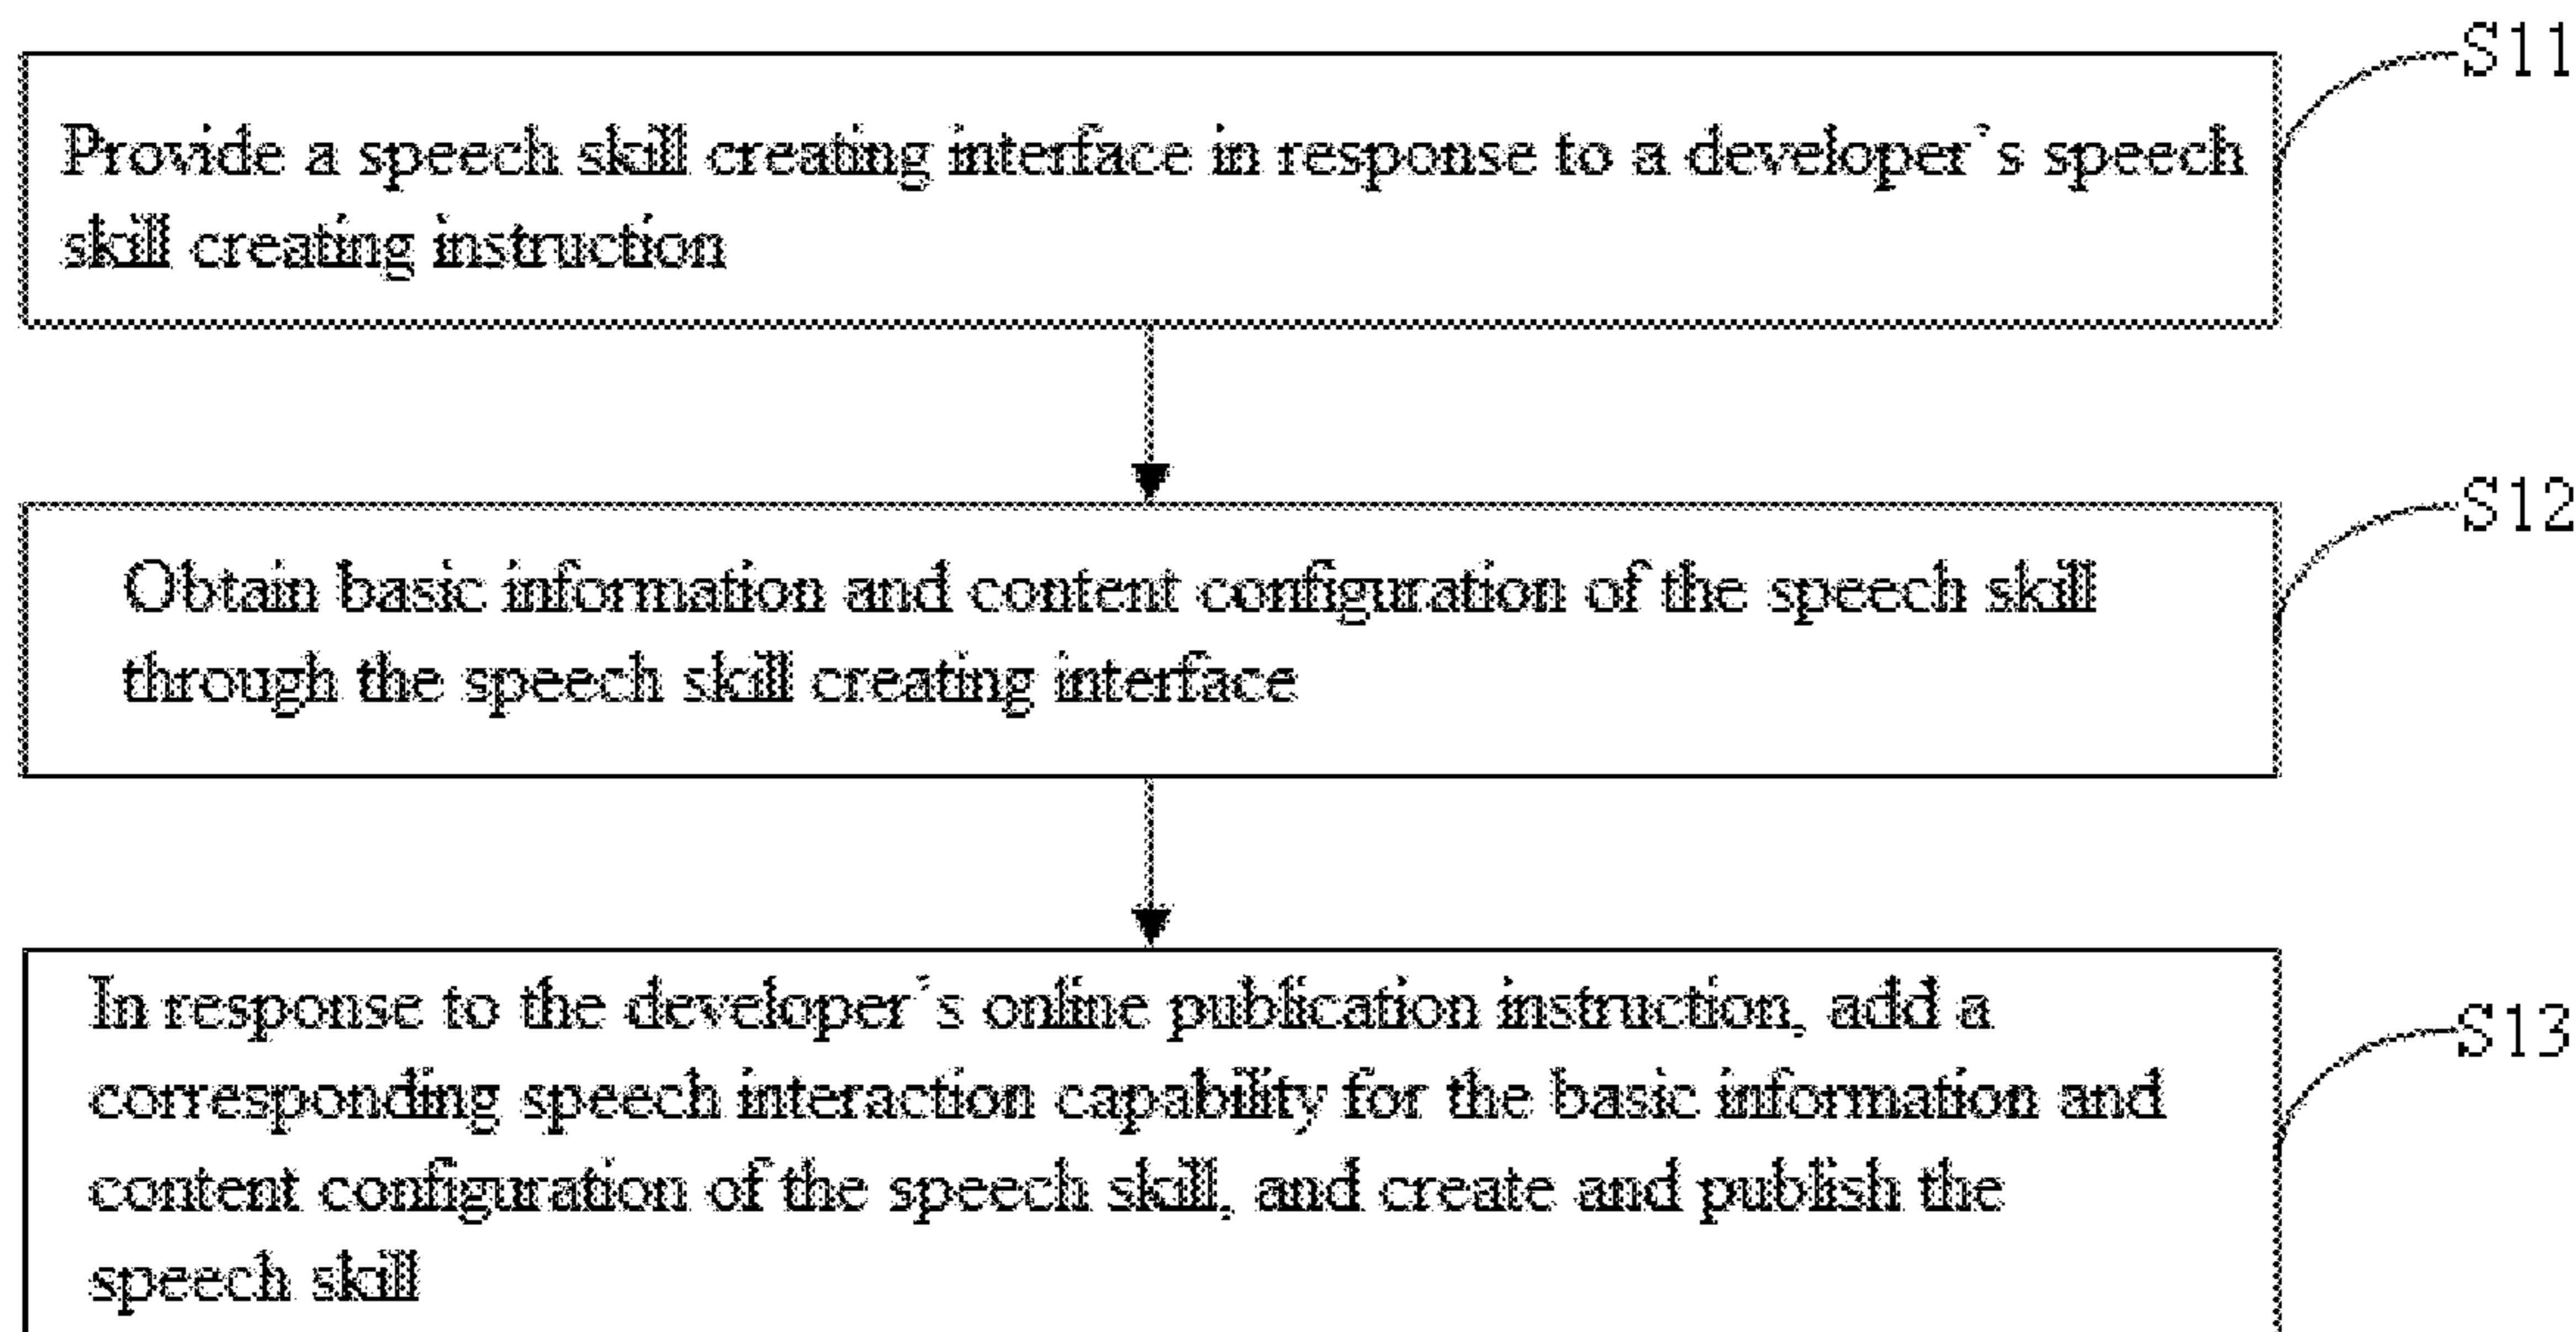 S11
Provide a speech skill creating interface in response to a developer's speech
skill creating instruction
S12
Obtain basic information and content configuration of the speech skill
through the speech skill creating interface
In response to the developer's online publication instruction, add a
S13
corresponding speech interaction capability for the basic information and
content configuration of the speech skill, and create and publish the
speech skill